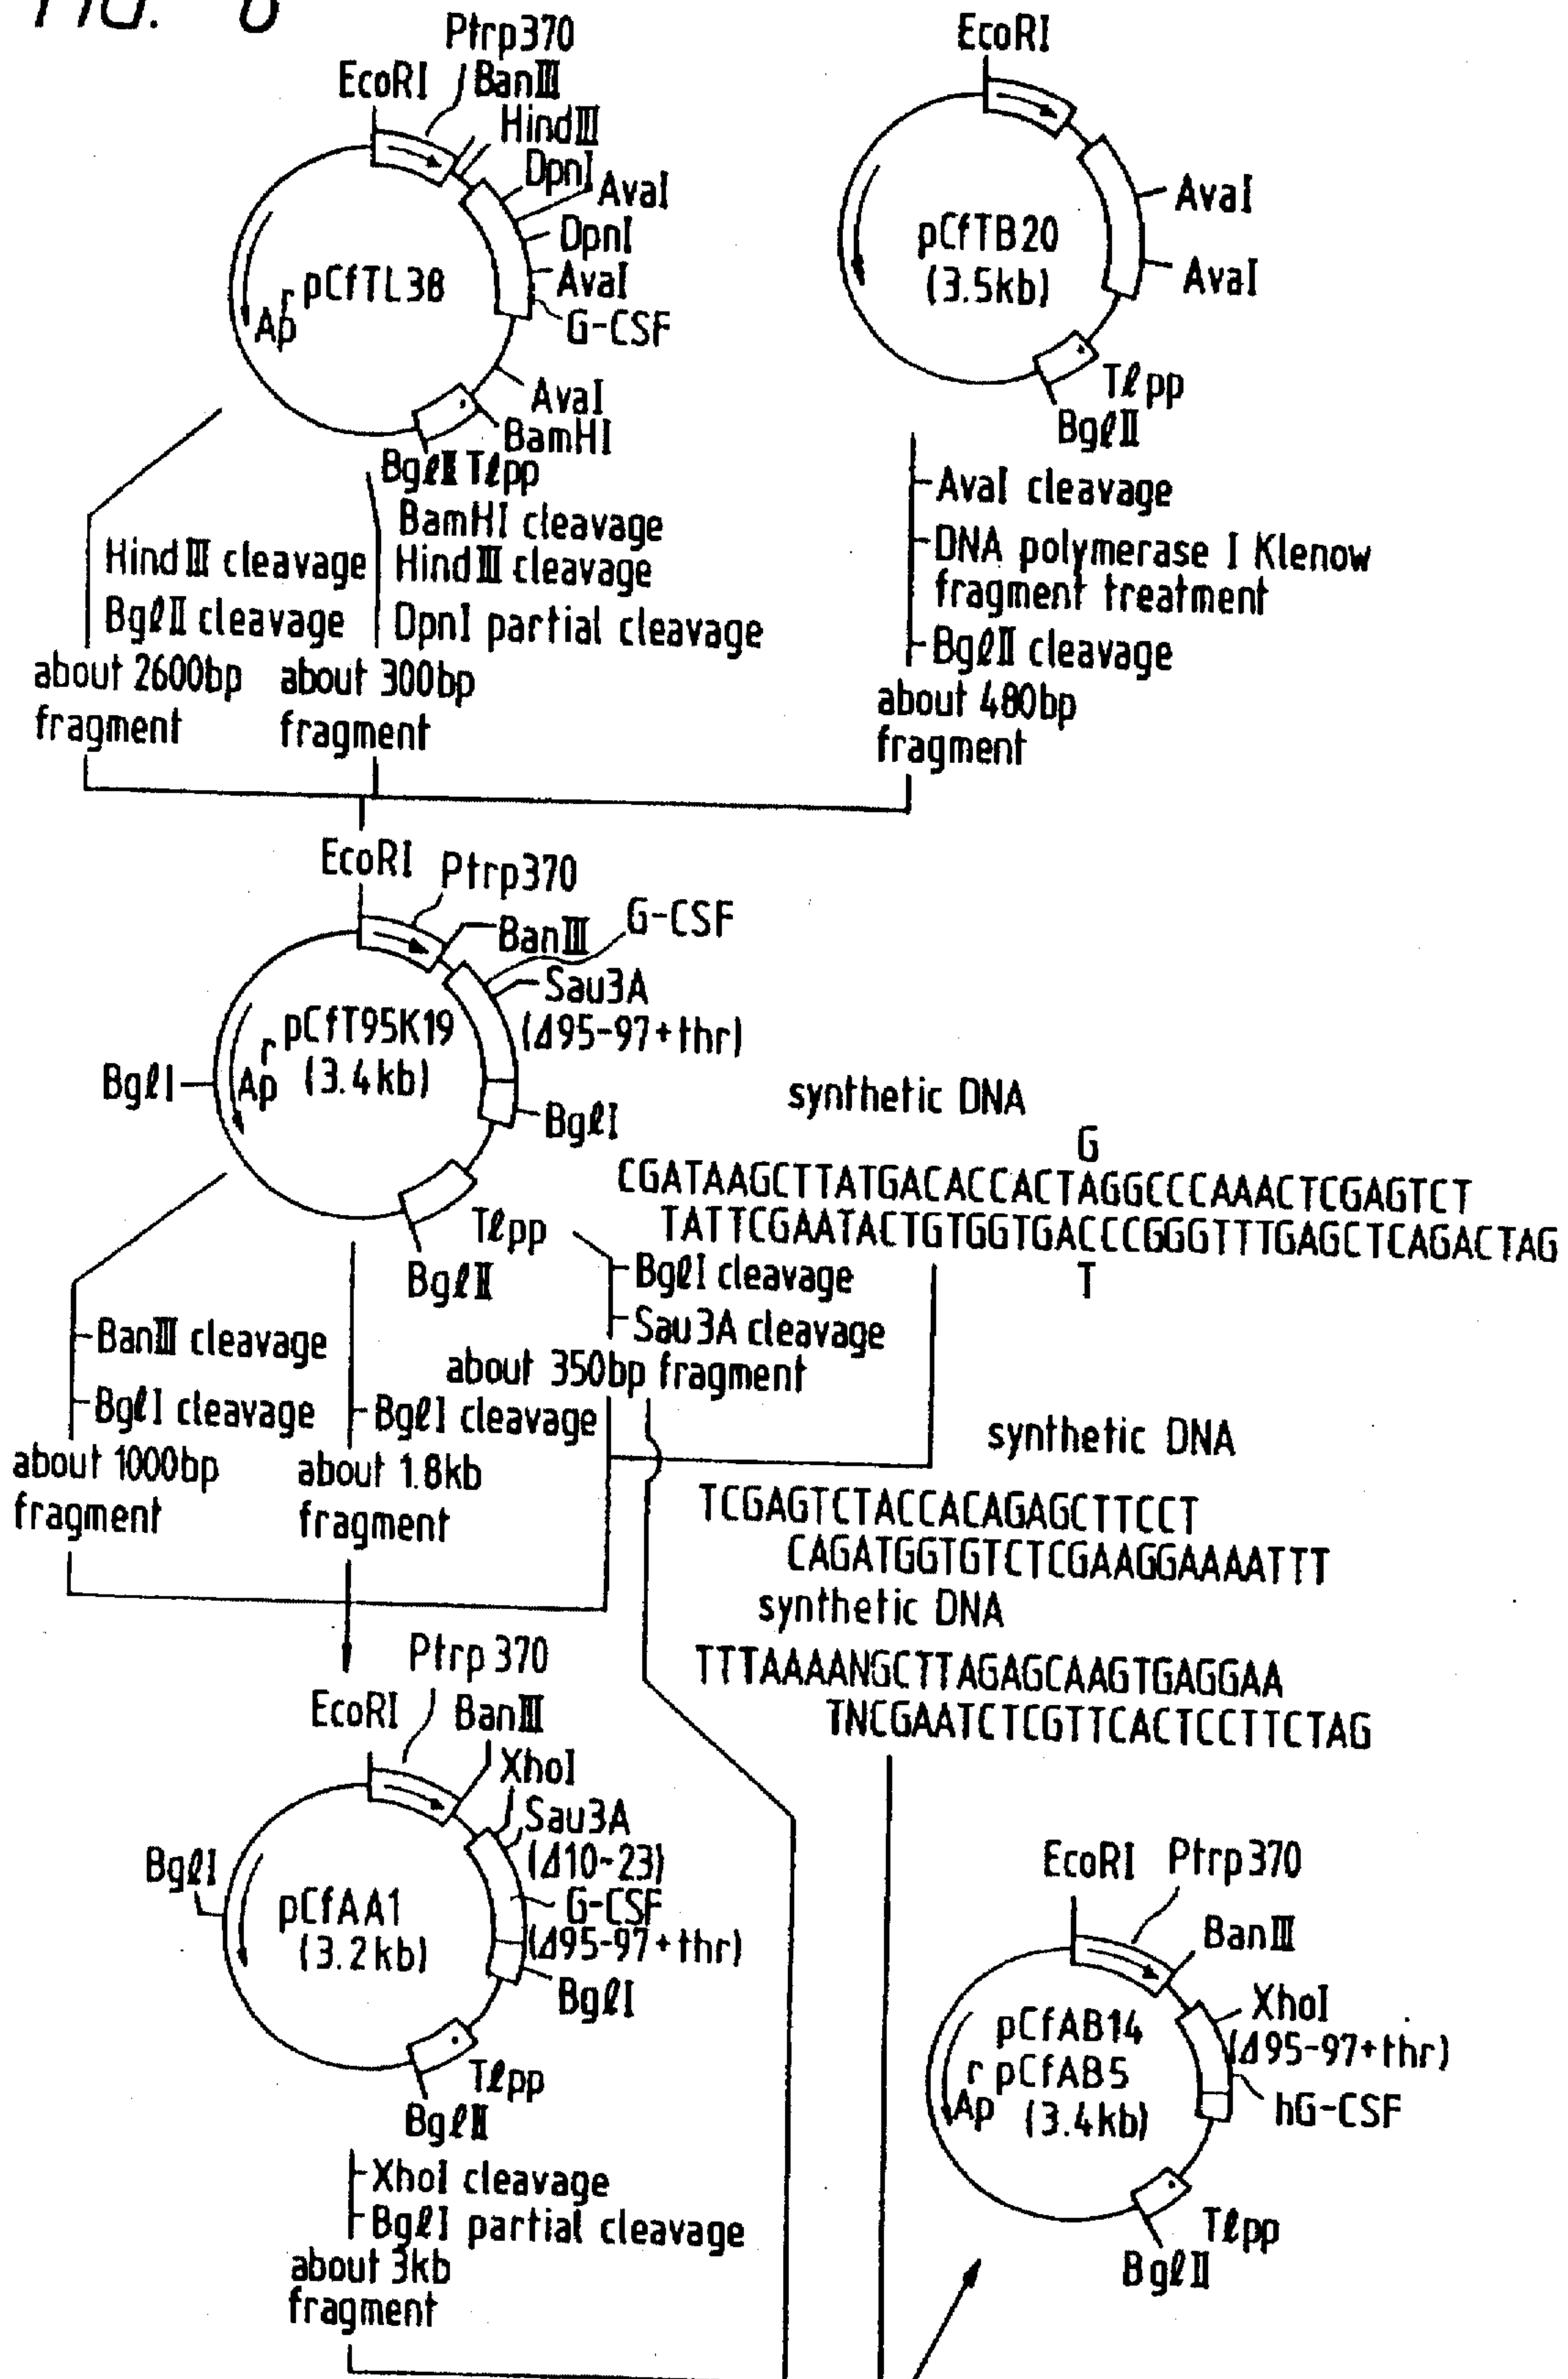 FIG. 6
Ptrp370
EcoRI
BanIII
HindIII
DpnI
AvaI
DpnI
AvaI
G-CSF
pCfTL38
Apr
AvaI
BamHI
BglII Tlpp
EcoRI
AvaI
AvaI
pCfTB20
(3.5kb)
Tlpp
BglII
HindIII cleavage
BglII cleavage
about 2600bp
fragment
BamHI cleavage
HindIII cleavage
DpnI partial cleavage
about 300bp
fragment
AvaI cleavage
DNA polymerase I Klenow
fragment treatment
BglII cleavage
about 480bp
fragment
EcoRI
Ptrp370
BanIII
G-CSF
Sau3A
(Δ95-97+thr)
pCfT95K19
Apr (3.4kb)
BglI
BglI
Tlpp
BglII
synthetic DNA
G
CGATAAGCTTATGACACCACTAGGCCCAAACTCGAGTCT
TATTCGAATACTGTGGTGACCCGGGTTTGAGCTCAGACTAG
T
BglI cleavage
Sau3A cleavage
about 350bp fragment
BanIII cleavage
BglI cleavage
about 1000bp
fragment
BglI cleavage
about 1.8kb
fragment
synthetic DNA
TCGAGTCTACCACAGAGCTTCCT
CAGATGGTGTCTCGAAGGAAAATTT
synthetic DNA
TTTAAAANGCTTAGAGCAAGTGAGGAA
TNCGAATCTCGTTCACTCCTTCTAG
Ptrp 370
EcoRI
BanIII
XhoI
Sau3A
(Δ10-23)
G-CSF
(Δ95-97+thr)
BglI
BglI
pCfAA1
(3.2kb)
Tlpp
BglII
XhoI cleavage
BglI partial cleavage
about 3kb
fragment
EcoRI
Ptrp370
BanIII
XhoI
(Δ95-97+thr)
hG-CSF
pCfAB14
pCfAB5
Apr (3.4kb)
Tlpp
BglII